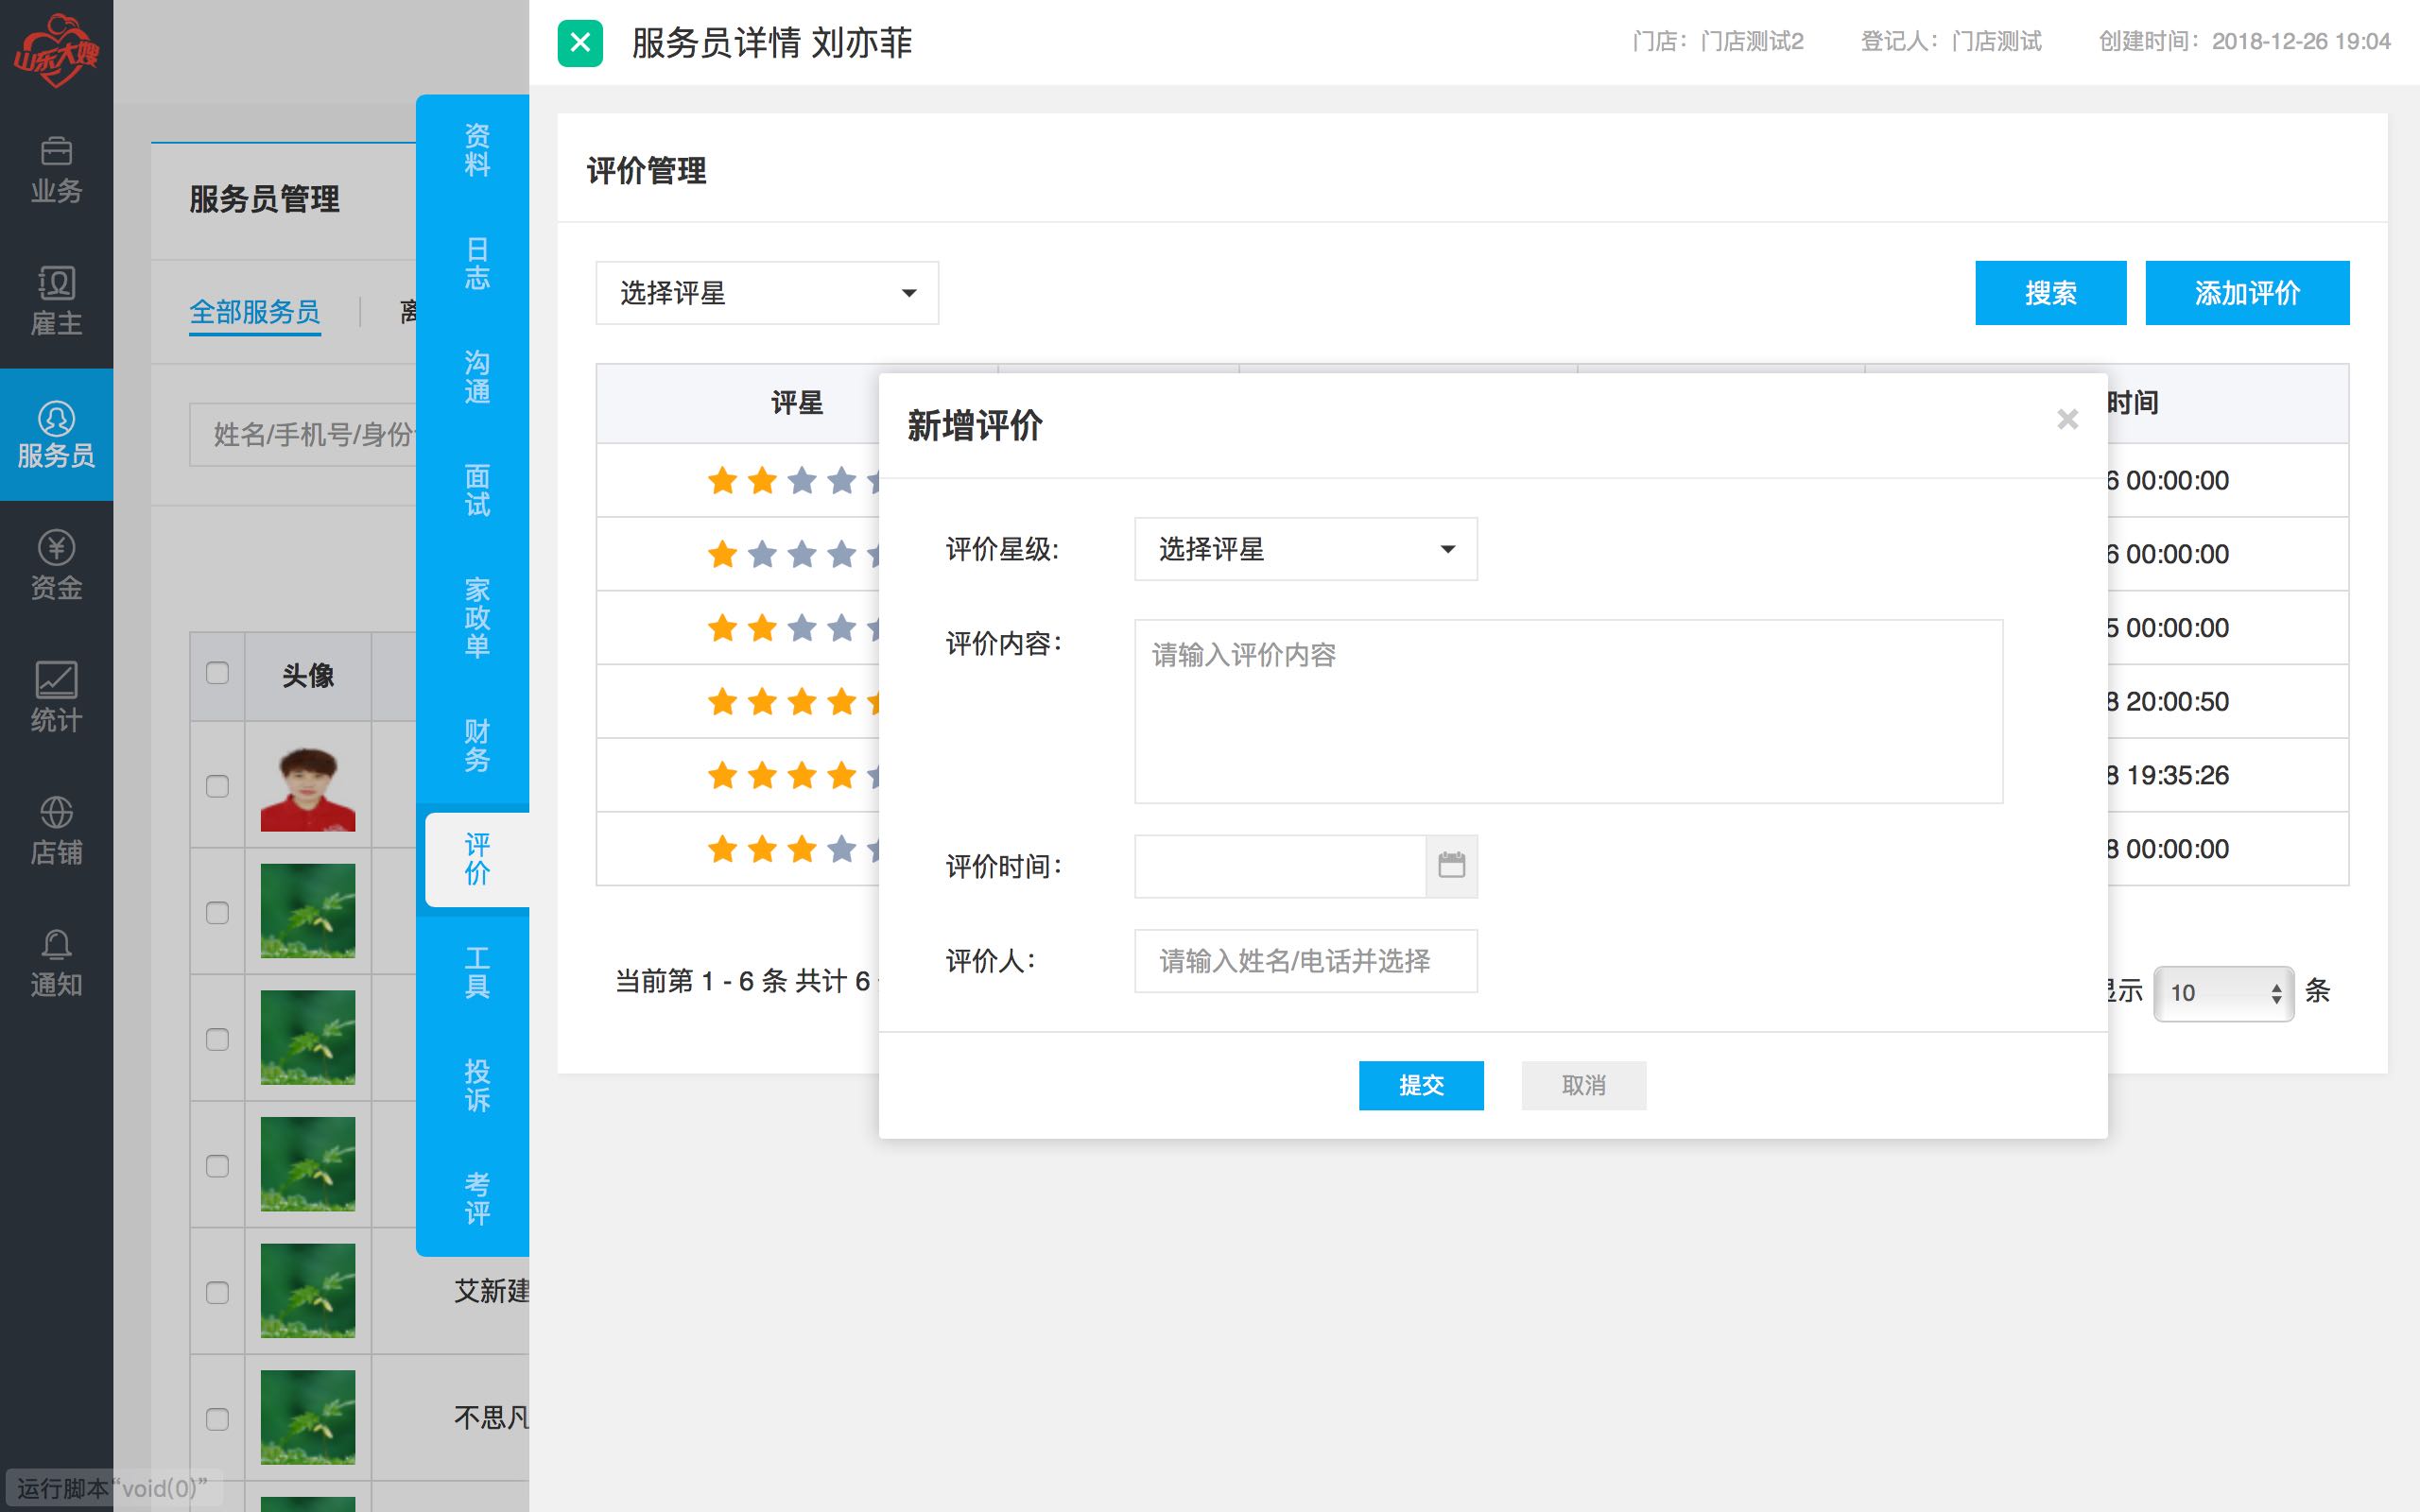 山东大嫂
业务
雇主
服务员
资金
统计
店铺
通知
服务员管理
全部服务员
离
姓名/手机号/身份
头像
艾新建
不思凡
运行脚本“void(0)”
资料
日志
沟通
面试
家政单
财务
评价
工具
投诉
考评
服务员详情 刘亦菲
门店：门店测试2
登记人：门店测试
创建时间：2018-12-26 19:04
评价管理
选择评星
搜索
添加评价
评星
时间
6 00:00:00
6 00:00:00
5 00:00:00
8 20:00:50
8 19:35:26
8 00:00:00
当前第 1 - 6 条 共计 6
显示
10
条
新增评价
×
评价星级:
选择评星
评价内容：
请输入评价内容
评价时间：
评价人：
请输入姓名/电话并选择
提交
取消